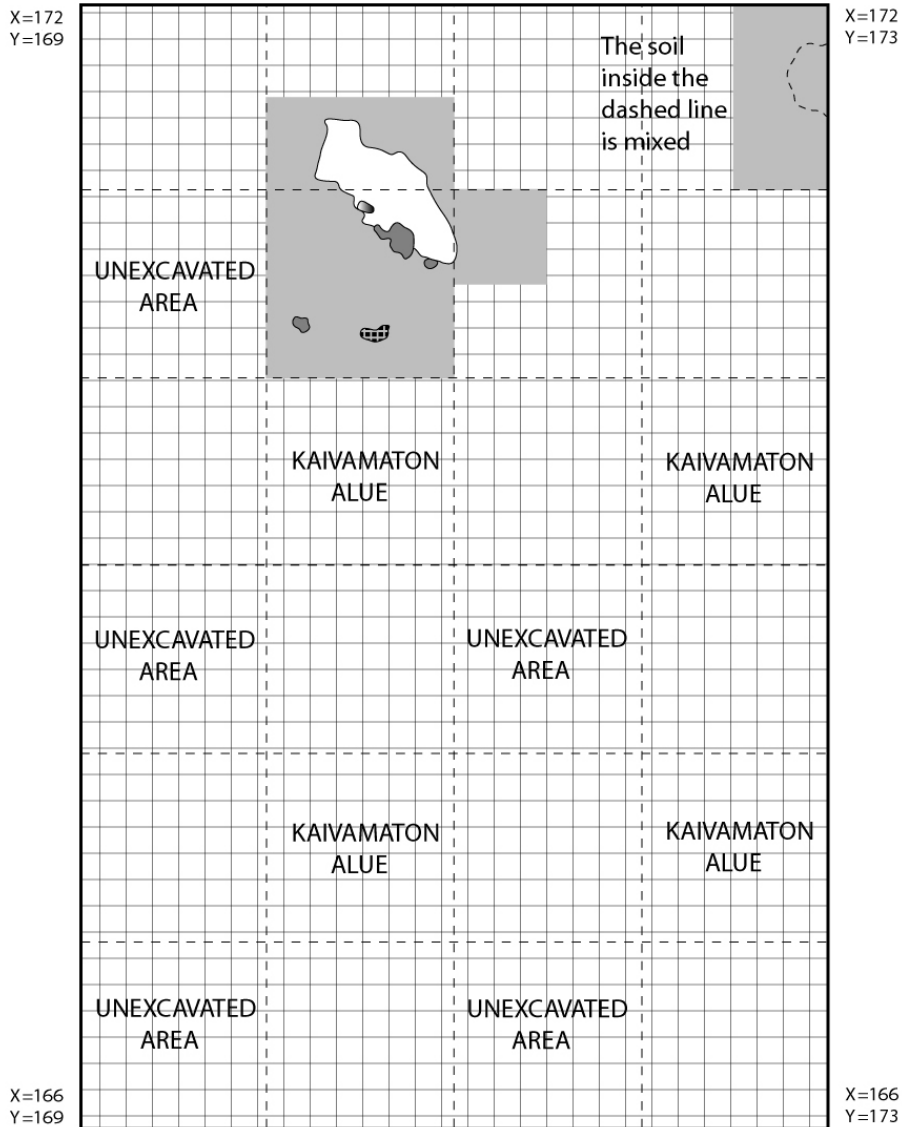 X=172
Y=169
X=172
Y=173
The soil
inside the
dashed line
is mixed
UNEXCAVATED
AREA
KAIVAMATON
ALUE
KAIVAMATON
ALUE
UNEXCAVATED
AREA
UNEXCAVATED
AREA
KAIVAMATON
ALUE
KAIVAMATON
ALUE
UNEXCAVATED
AREA
UNEXCAVATED
AREA
X=166
Y=169
X=166
Y=173